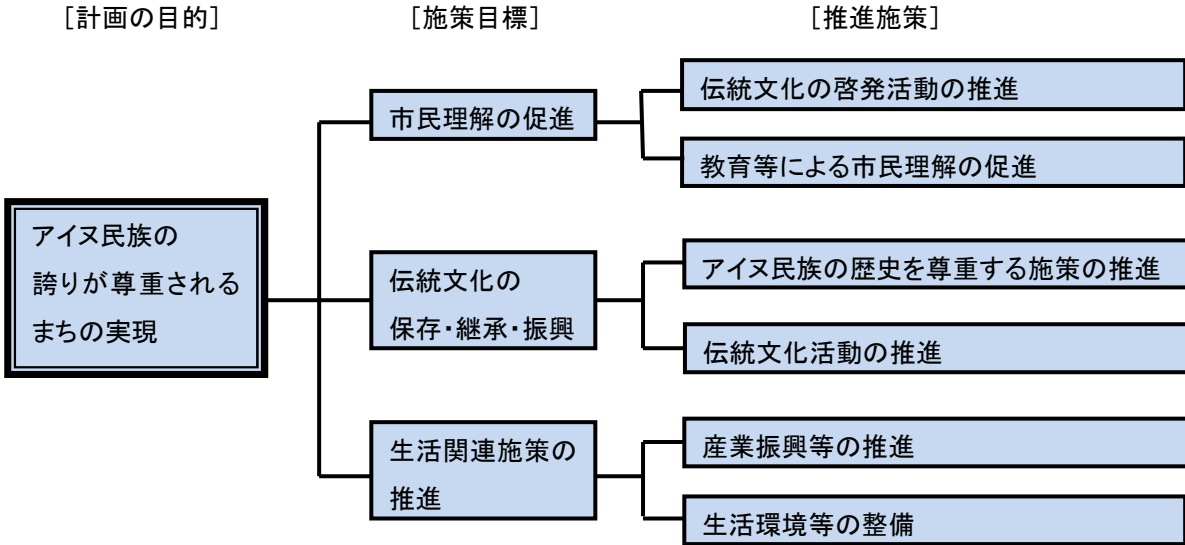 [計画の目的]
[施策目標]
[推進施策]
アイヌ民族の
誇りが尊重される
まちの実現
市民理解の促進
伝統文化の啓発活動の推進
教育等による市民理解の促進
伝統文化の
保存・継承・振興
アイヌ民族の歴史を尊重する施策の推進
伝統文化活動の推進
生活関連施策の
推進
産業振興等の推進
生活環境等の整備